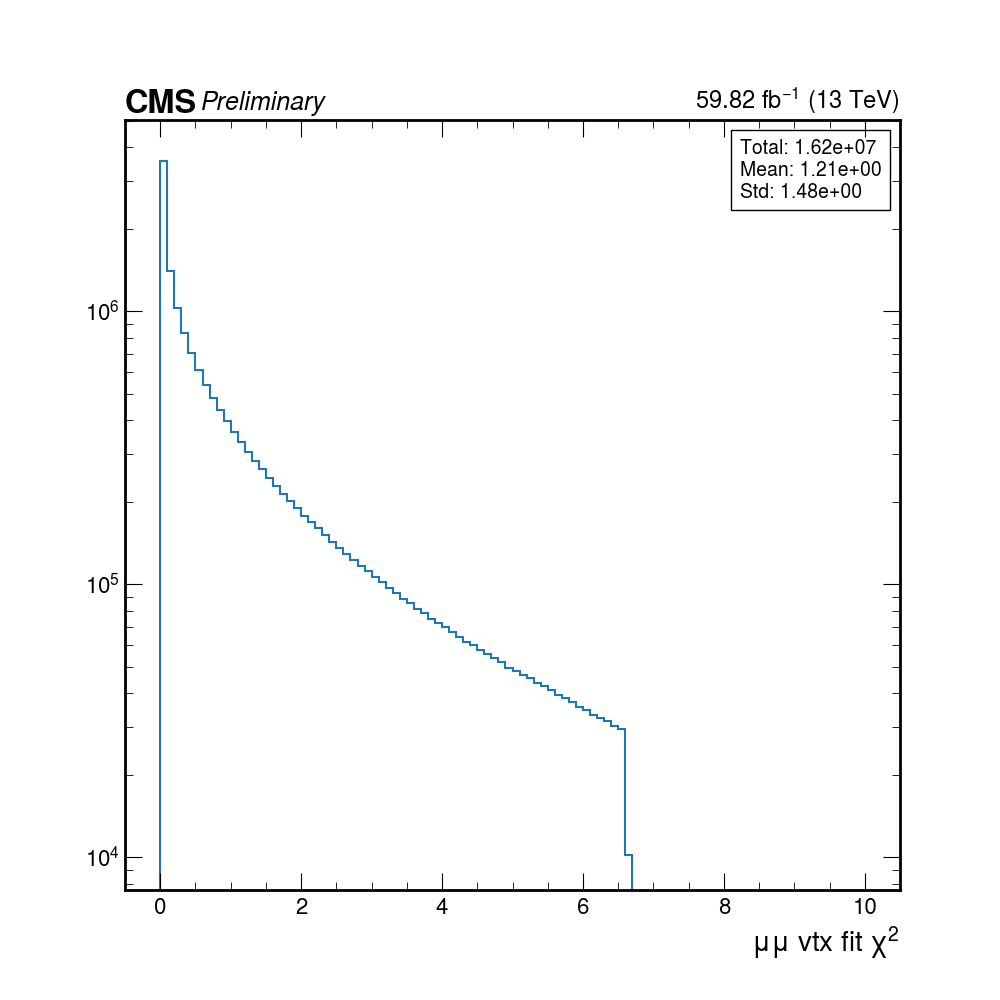 CMS Preliminary
59.82 fb⁻¹ (13 TeV)
Total: 1.62e+07
Mean: 1.21e+00
Std: 1.48e+00
10⁶
10⁵
10⁴
0 2 4 6 8 10
μμ vtx fit χ²